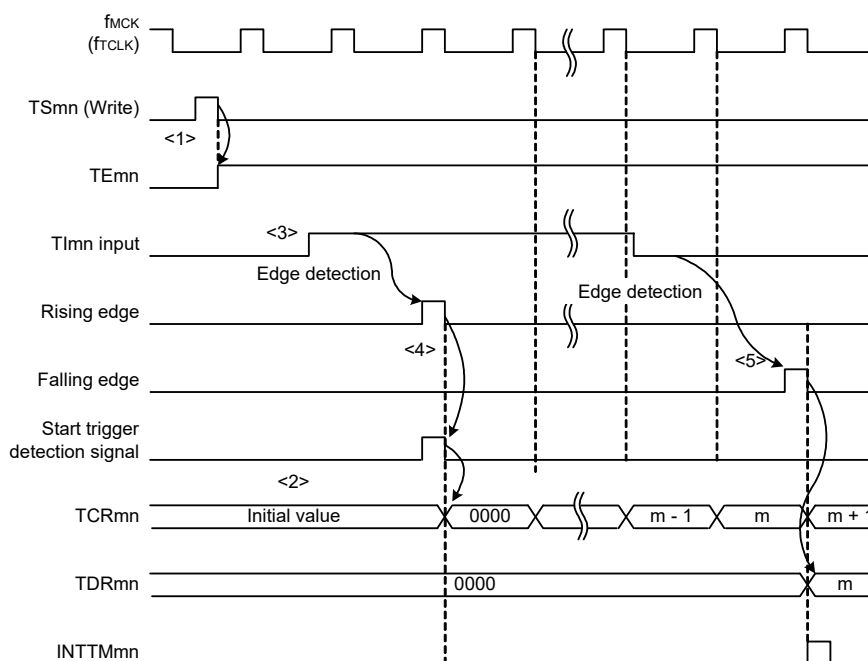 fMCK
(fTCLK)
TSmn (Write)
<1>
TEmn
<3>
TImn input
Edge detection
Edge detection
Rising edge
<4>
<5>
Falling edge
Start trigger
detection signal
<2>
TCRmn
Initial value
0000
m - 1
m
m + 1
TDRmn
0000
m
INTTMmn